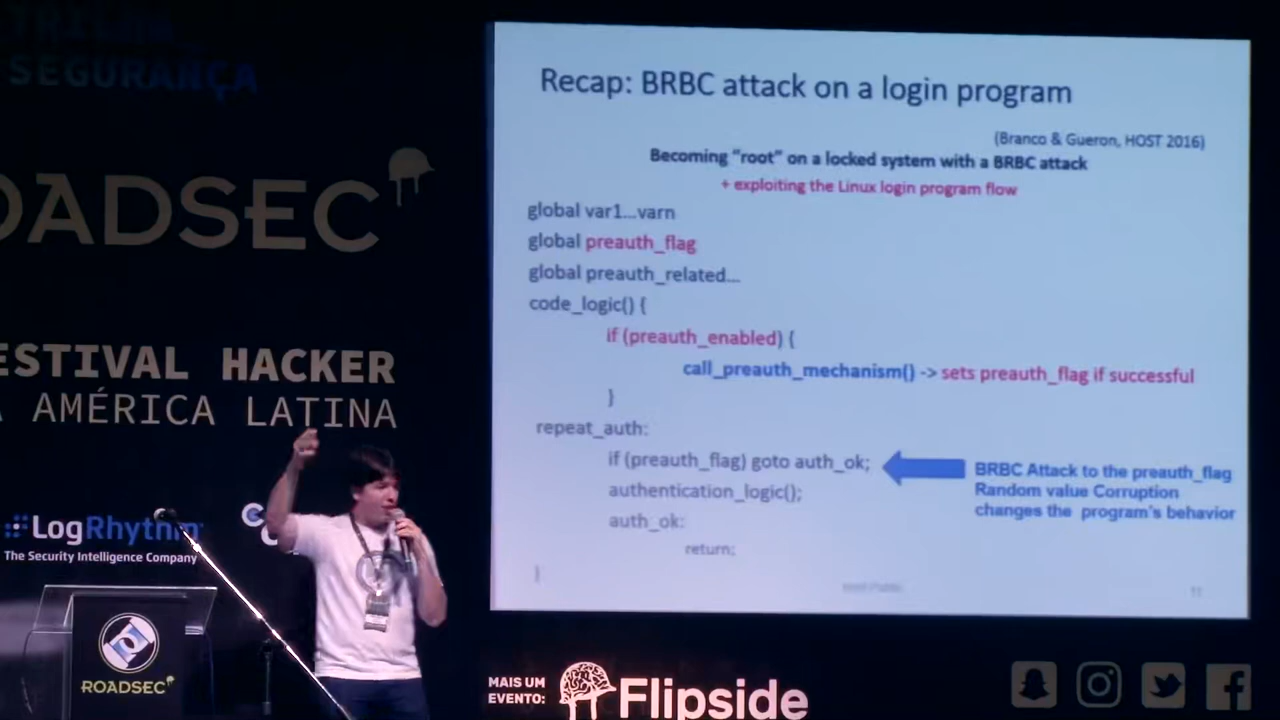 TRILHA
SEGURANÇA
OADSEC
ESTIVAL HACKER
A AMÉRICA LATINA
LogRhythm
The Security Intelligence Company
ROADSEC
Recap: BRBC attack on a login program
(Branco & Gueron, HOST 2016)
Becoming "root" on a locked system with a BRBC attack
+ exploiting the Linux login program flow
global var1...varn
global preauth_flag
global preauth_related...
code_logic() {
if (preauth_enabled) {
call_preauth_mechanism() -> sets preauth_flag if successful
}
repeat_auth:
if (preauth_flag) goto auth_ok;
authentication_logic();
auth_ok:
return;
}
BRBC Attack to the preauth_flag
Random value Corruption
changes the program's behavior
MAIS UM
EVENTO:
Flipside